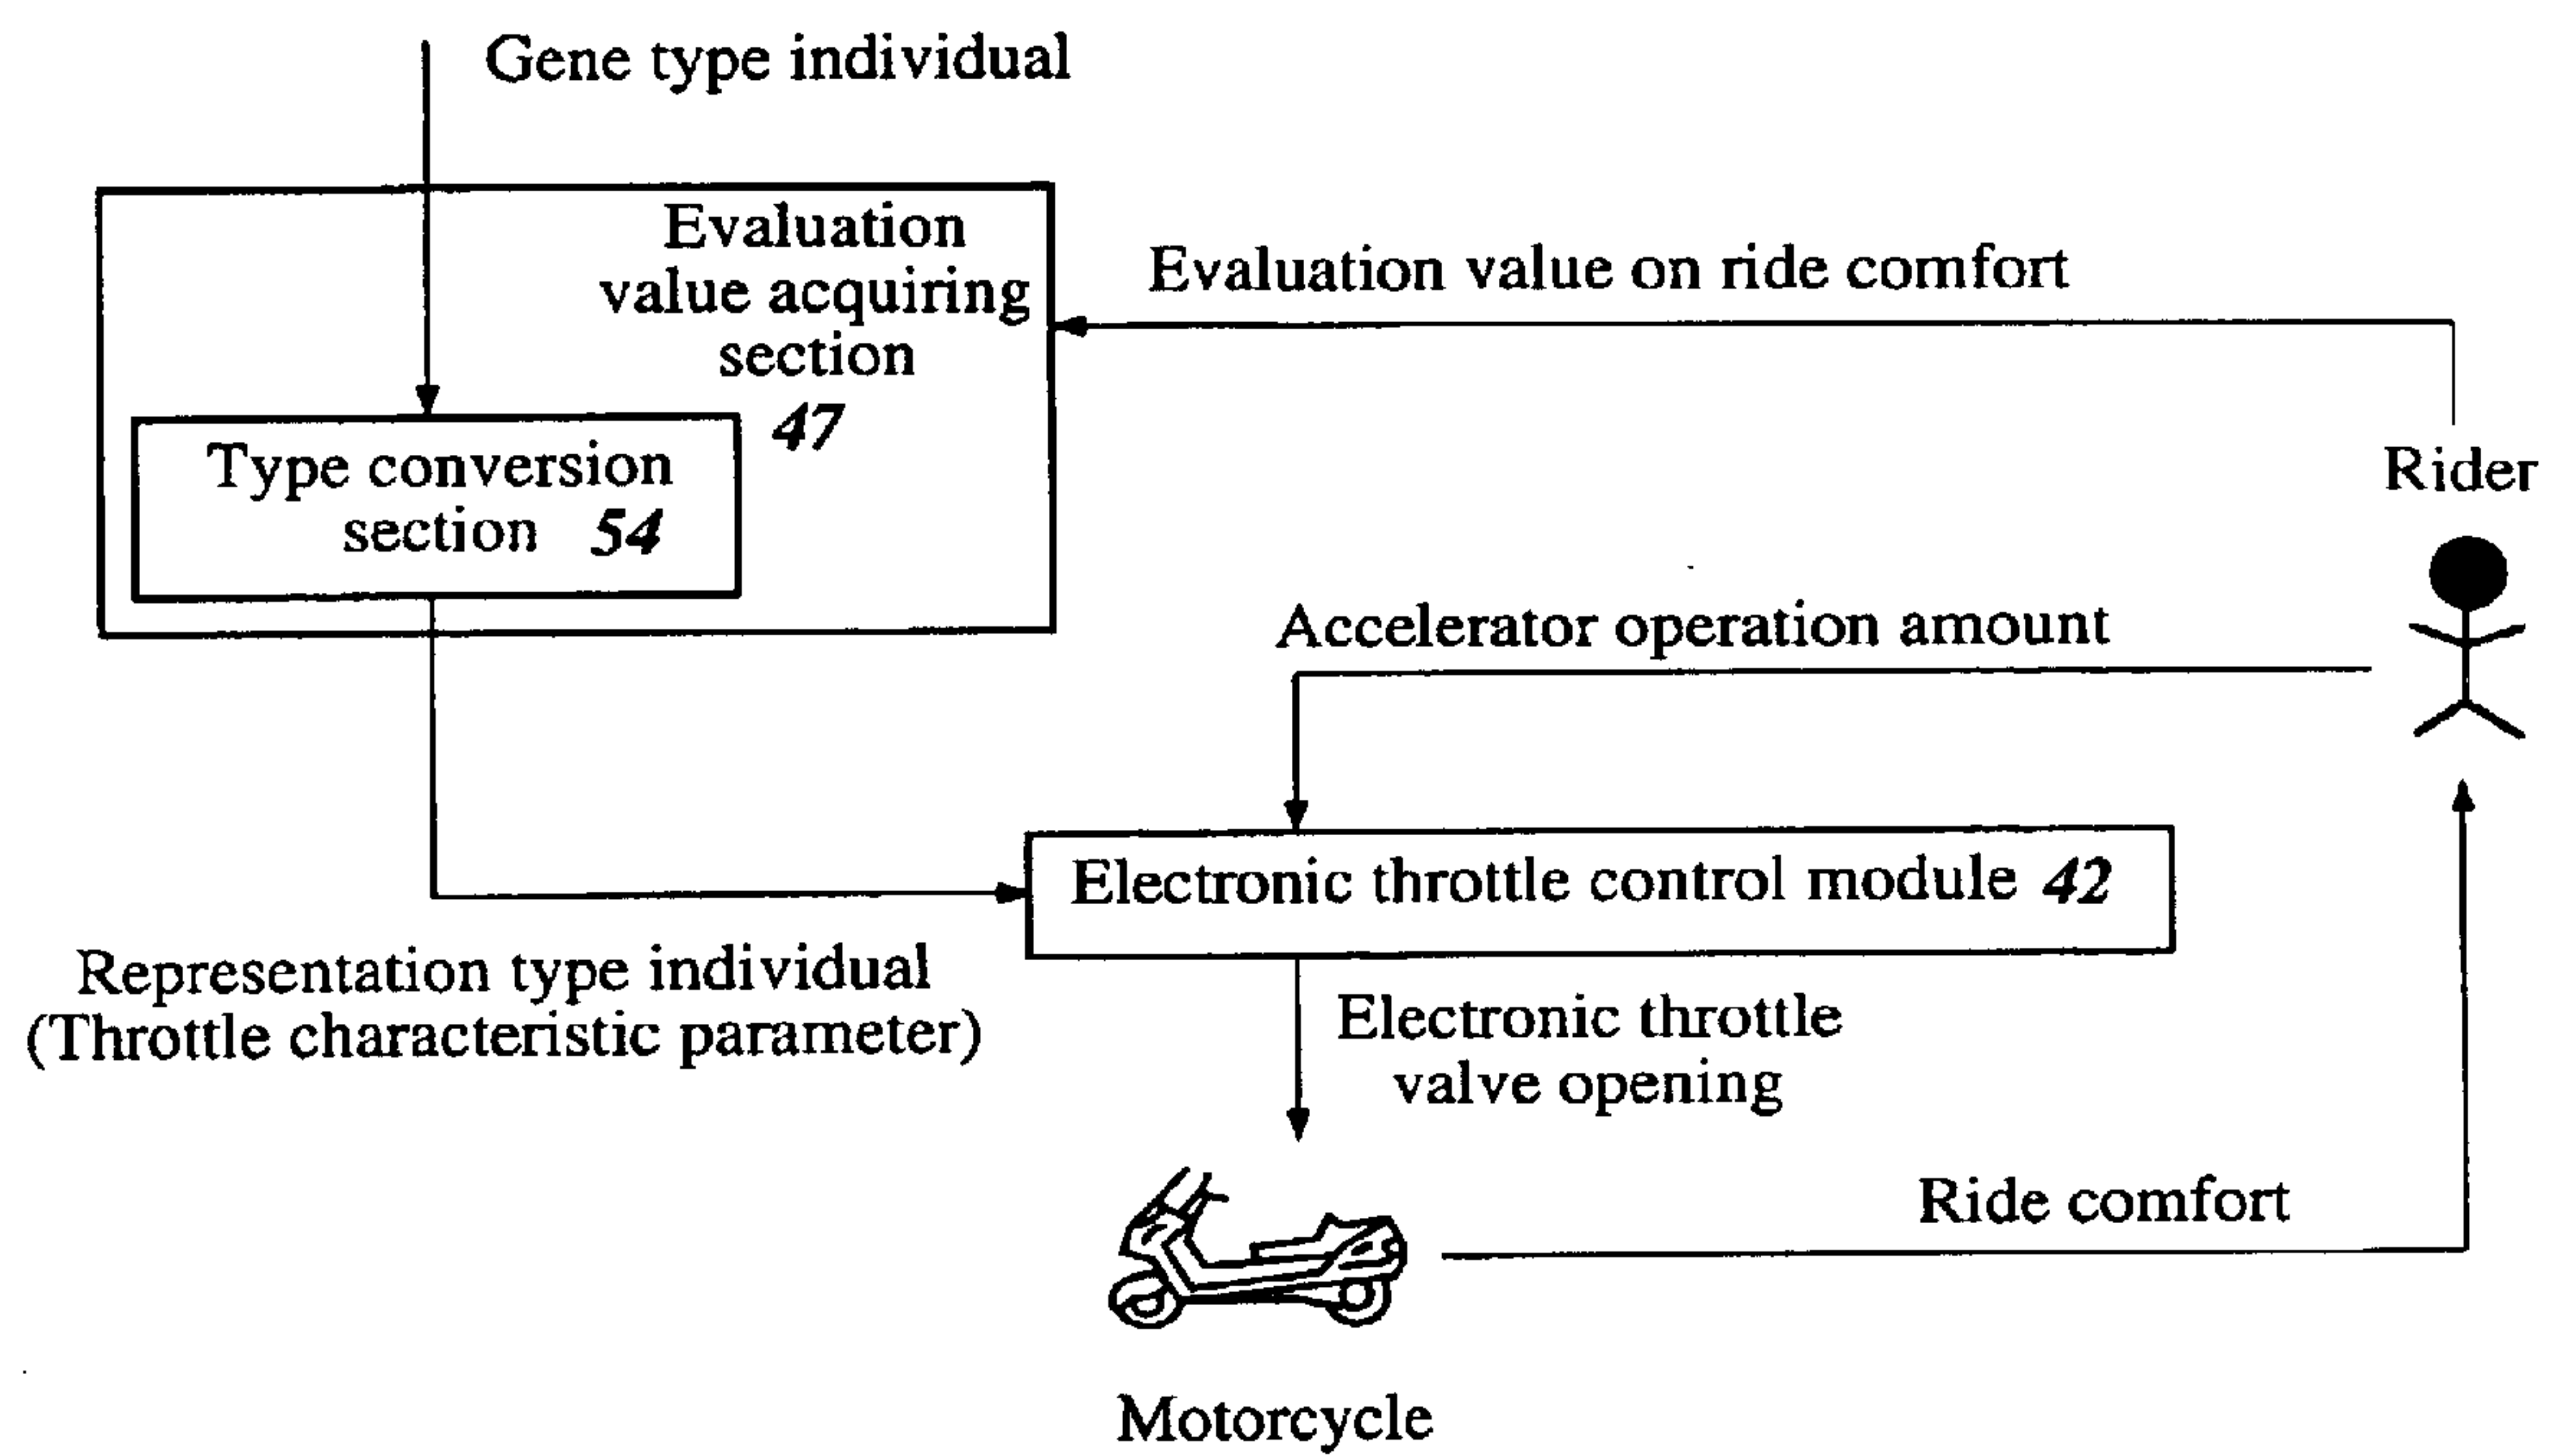 Gene type individual
Evaluation
value acquiring
section
47
Type conversion
section 54
Evaluation value on ride comfort
Rider
Accelerator operation amount
Electronic throttle control module 42
Representation type individual
(Throttle characteristic parameter)
Electronic throttle
valve opening
Ride comfort
Motorcycle